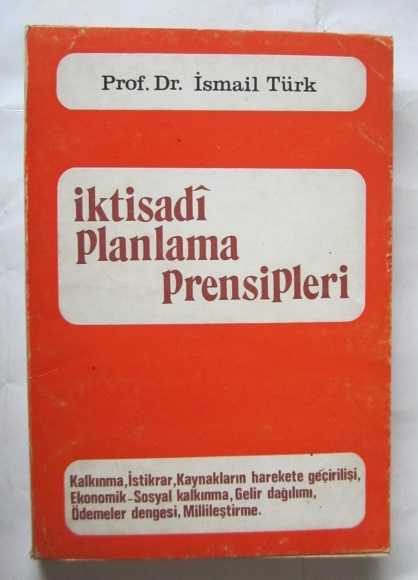 Prof. Dr. İsmail Türk
iktisadî
Planlama
Prensipleri
Kalkınma, İstikrar, Kaynakların harekete geçirilişi,
Ekonomik-Sosyal kalkınma, Gelir dağılımı,
Ödemeler dengesi, Millileştirme.